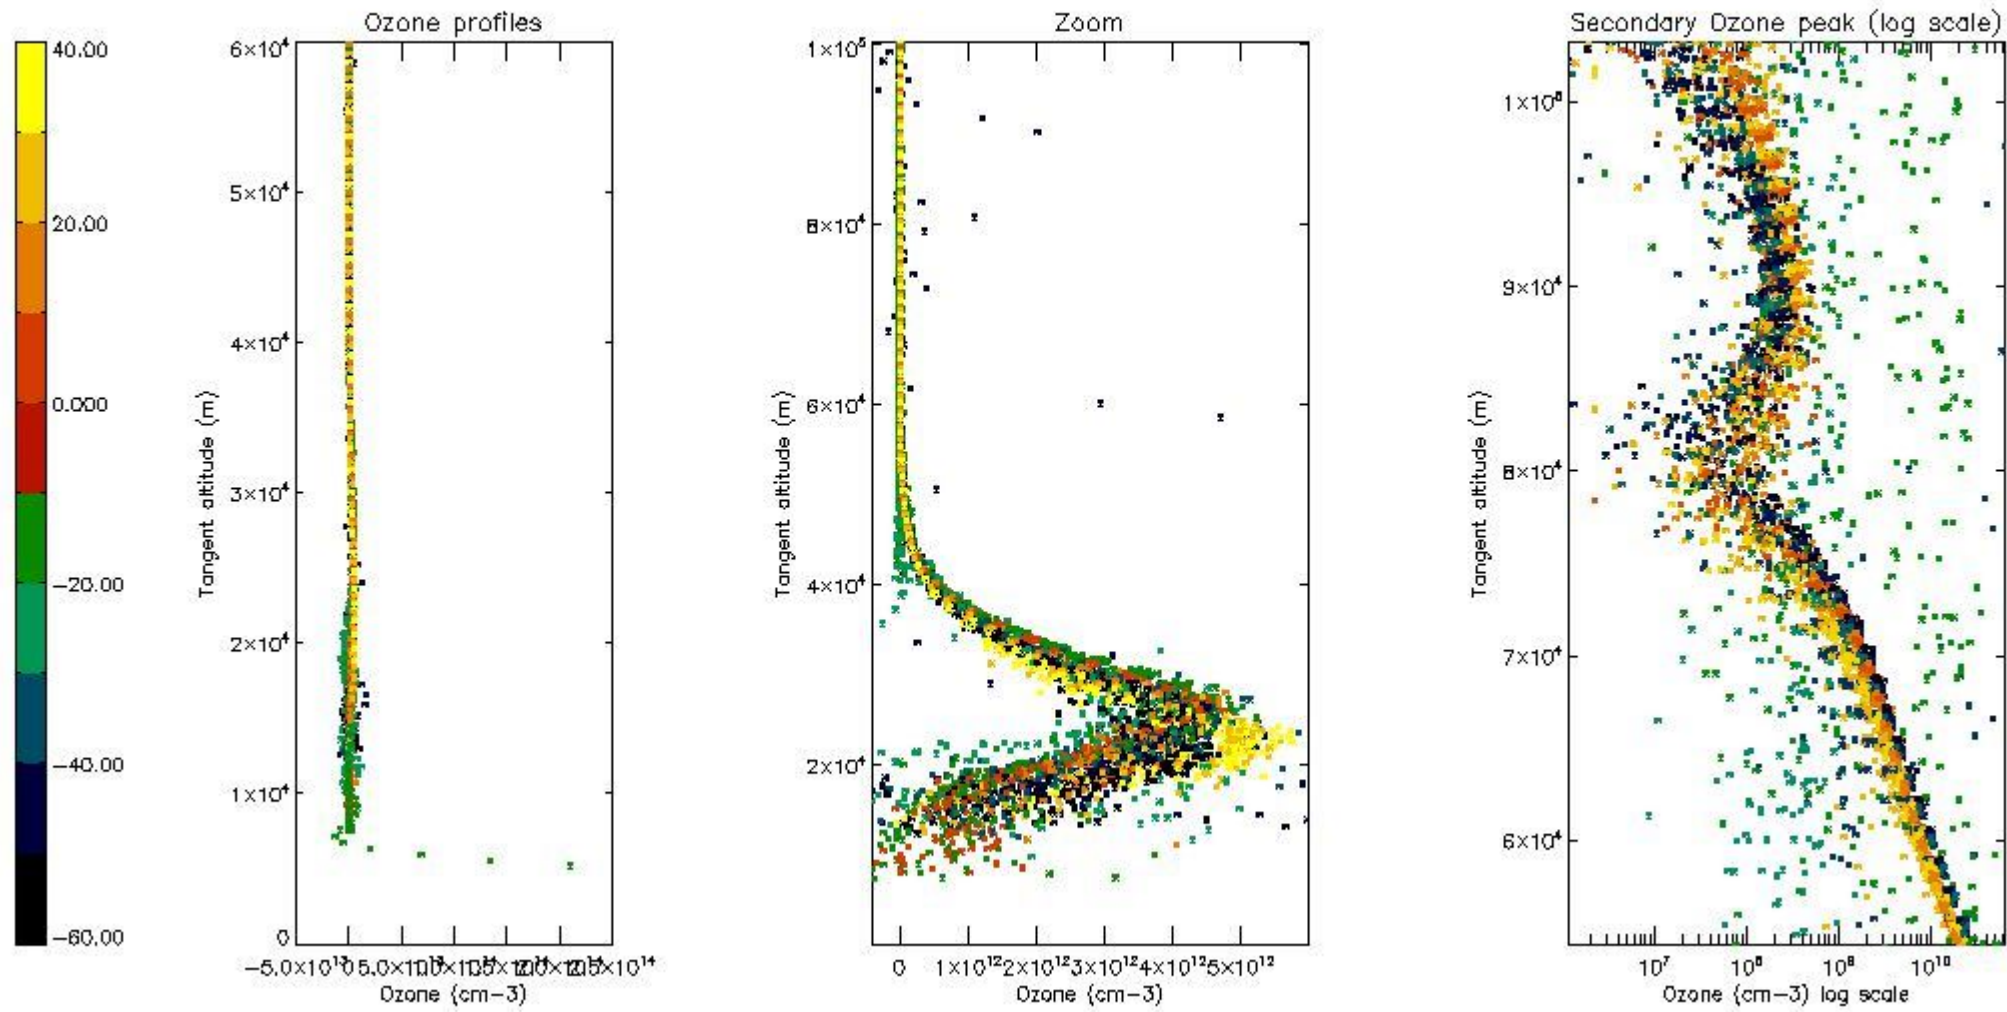 Ozone profiles
Zoom
Secondary Ozone peak (log scale)
40.00
20.00
0.000
−20.00
−40.00
−60.00
6×10⁴
5×10⁴
4×10⁴
3×10⁴
2×10⁴
1×10⁴
0
Tangent altitude (m)
Ozone (cm−3)
1×10⁵
8×10⁴
6×10⁴
4×10⁴
2×10⁴
Tangent altitude (m)
0 1×10¹² 2×10¹² 3×10¹² 4×10¹² 5×10¹²
Ozone (cm−3)
9×10⁴
8×10⁴
7×10⁴
6×10⁴
Tangent altitude (m)
10⁷ 10⁸ 10⁹ 10¹⁰
Ozone (cm−3) log scale